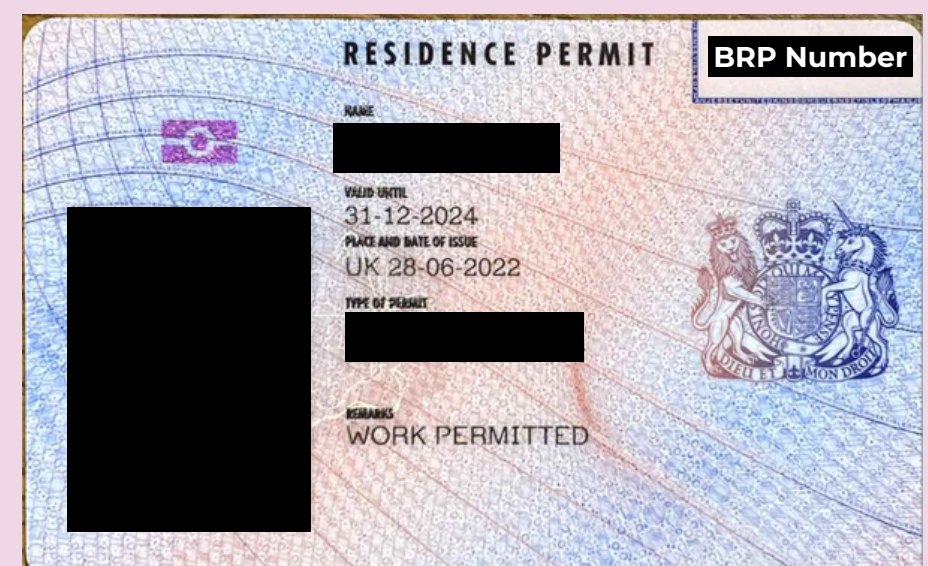 RESIDENCE PERMIT
BRP Number
NAME
VALID UNTIL
31-12-2024
PLACE AND DATE OF ISSUE
UK 28-06-2022
TYPE OF PERMIT
REMARKS
WORK PERMITTED
DIEU ET MON DROIT